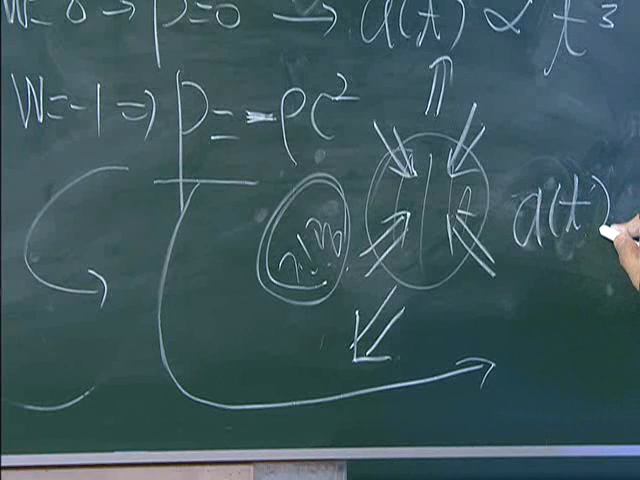 W=0 → P=0 → a(t) ∝ t³
W=-1 ⇒ P = -ρc²
a(t)